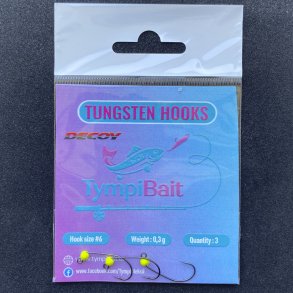 TUNGSTEN HOOKS
DECOY
TympiBait
Hook size #6 Weight : 0,3 g Quantity : 3